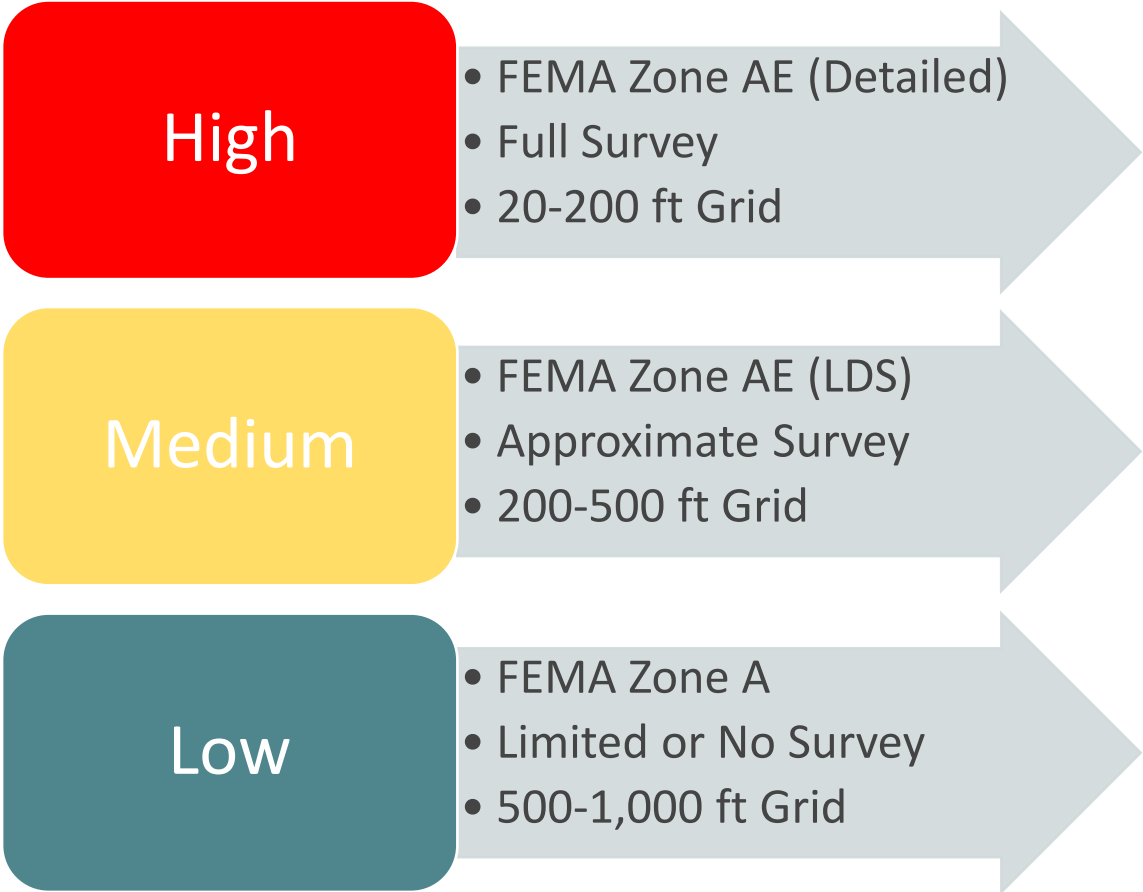 High
• FEMA Zone AE (Detailed)
• Full Survey
• 20-200 ft Grid
Medium
• FEMA Zone AE (LDS)
• Approximate Survey
• 200-500 ft Grid
Low
• FEMA Zone A
• Limited or No Survey
• 500-1,000 ft Grid